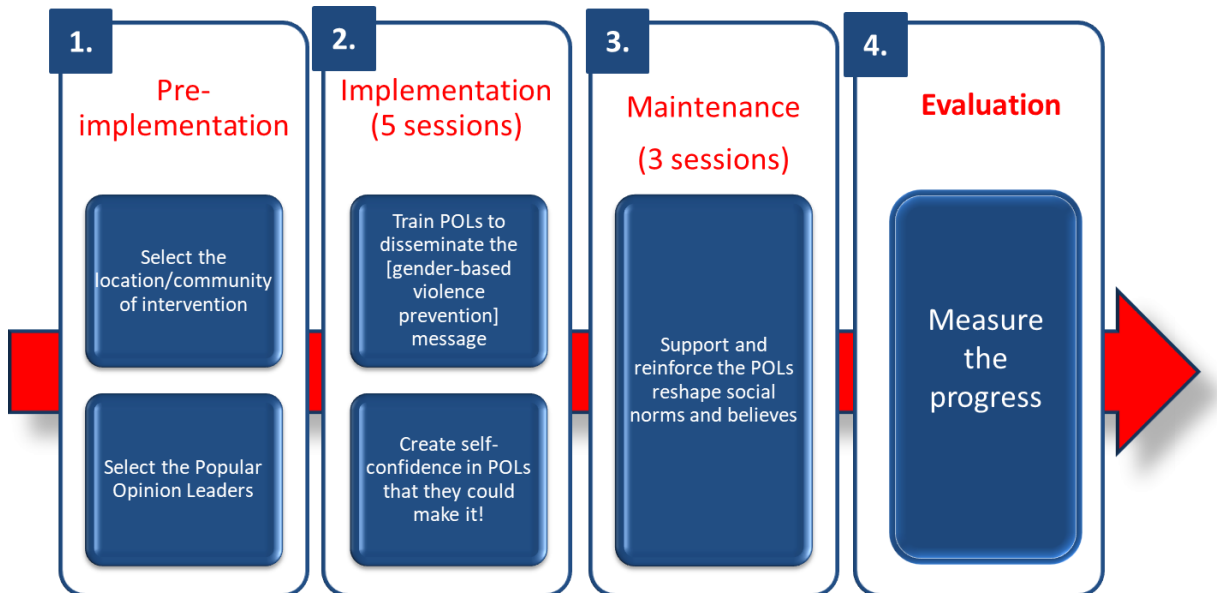 1.
Pre-
implementation
Select the
location/community
of intervention
Select the Popular
Opinion Leaders
2.
Implementation
(5 sessions)
Train POLs to
disseminate the
[gender-based
violence
prevention]
message
Create self-
confidence in POLs
that they could
make it!
3.
Maintenance
(3 sessions)
Support and
reinforce the POLs
reshape social
norms and believes
4.
Evaluation
Measure
the
progress